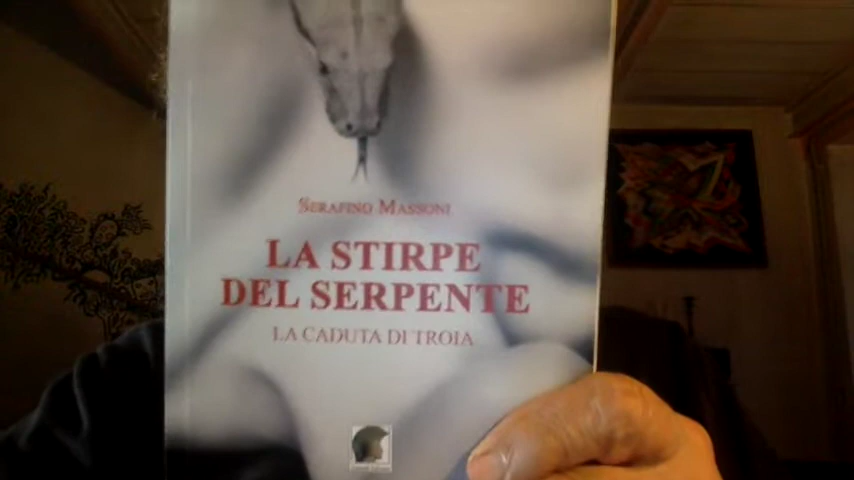 SERAFINO MASSONI
LA STIRPE
DEL SERPENTE
LA CADUTA DI TROIA